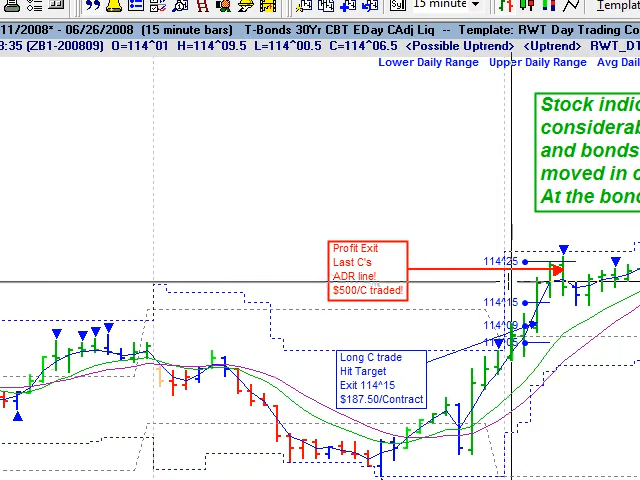 15 minute
Template
11/2008* - 06/26/2008 (15 minute bars) T-Bonds 30Yr CBT EDay CAdj Liq -- Template: RWT Day Trading Co
3:35 (ZB1-200809) O=114^01 H=114^09.5 L=114^00.5 C=114^06.5 <Possible Uptrend> <Uptrend> RWT_DT
Lower Daily Range Upper Daily Range Avg Dail
Stock indic
considerab
and bonds
moved in c
At the bond
Profit Exit
Last C's
ADR line!
$500/C traded!
114^25
114^15
114^09
114^05
Long C trade
Hit Target
Exit 114^15
$187.50/Contract